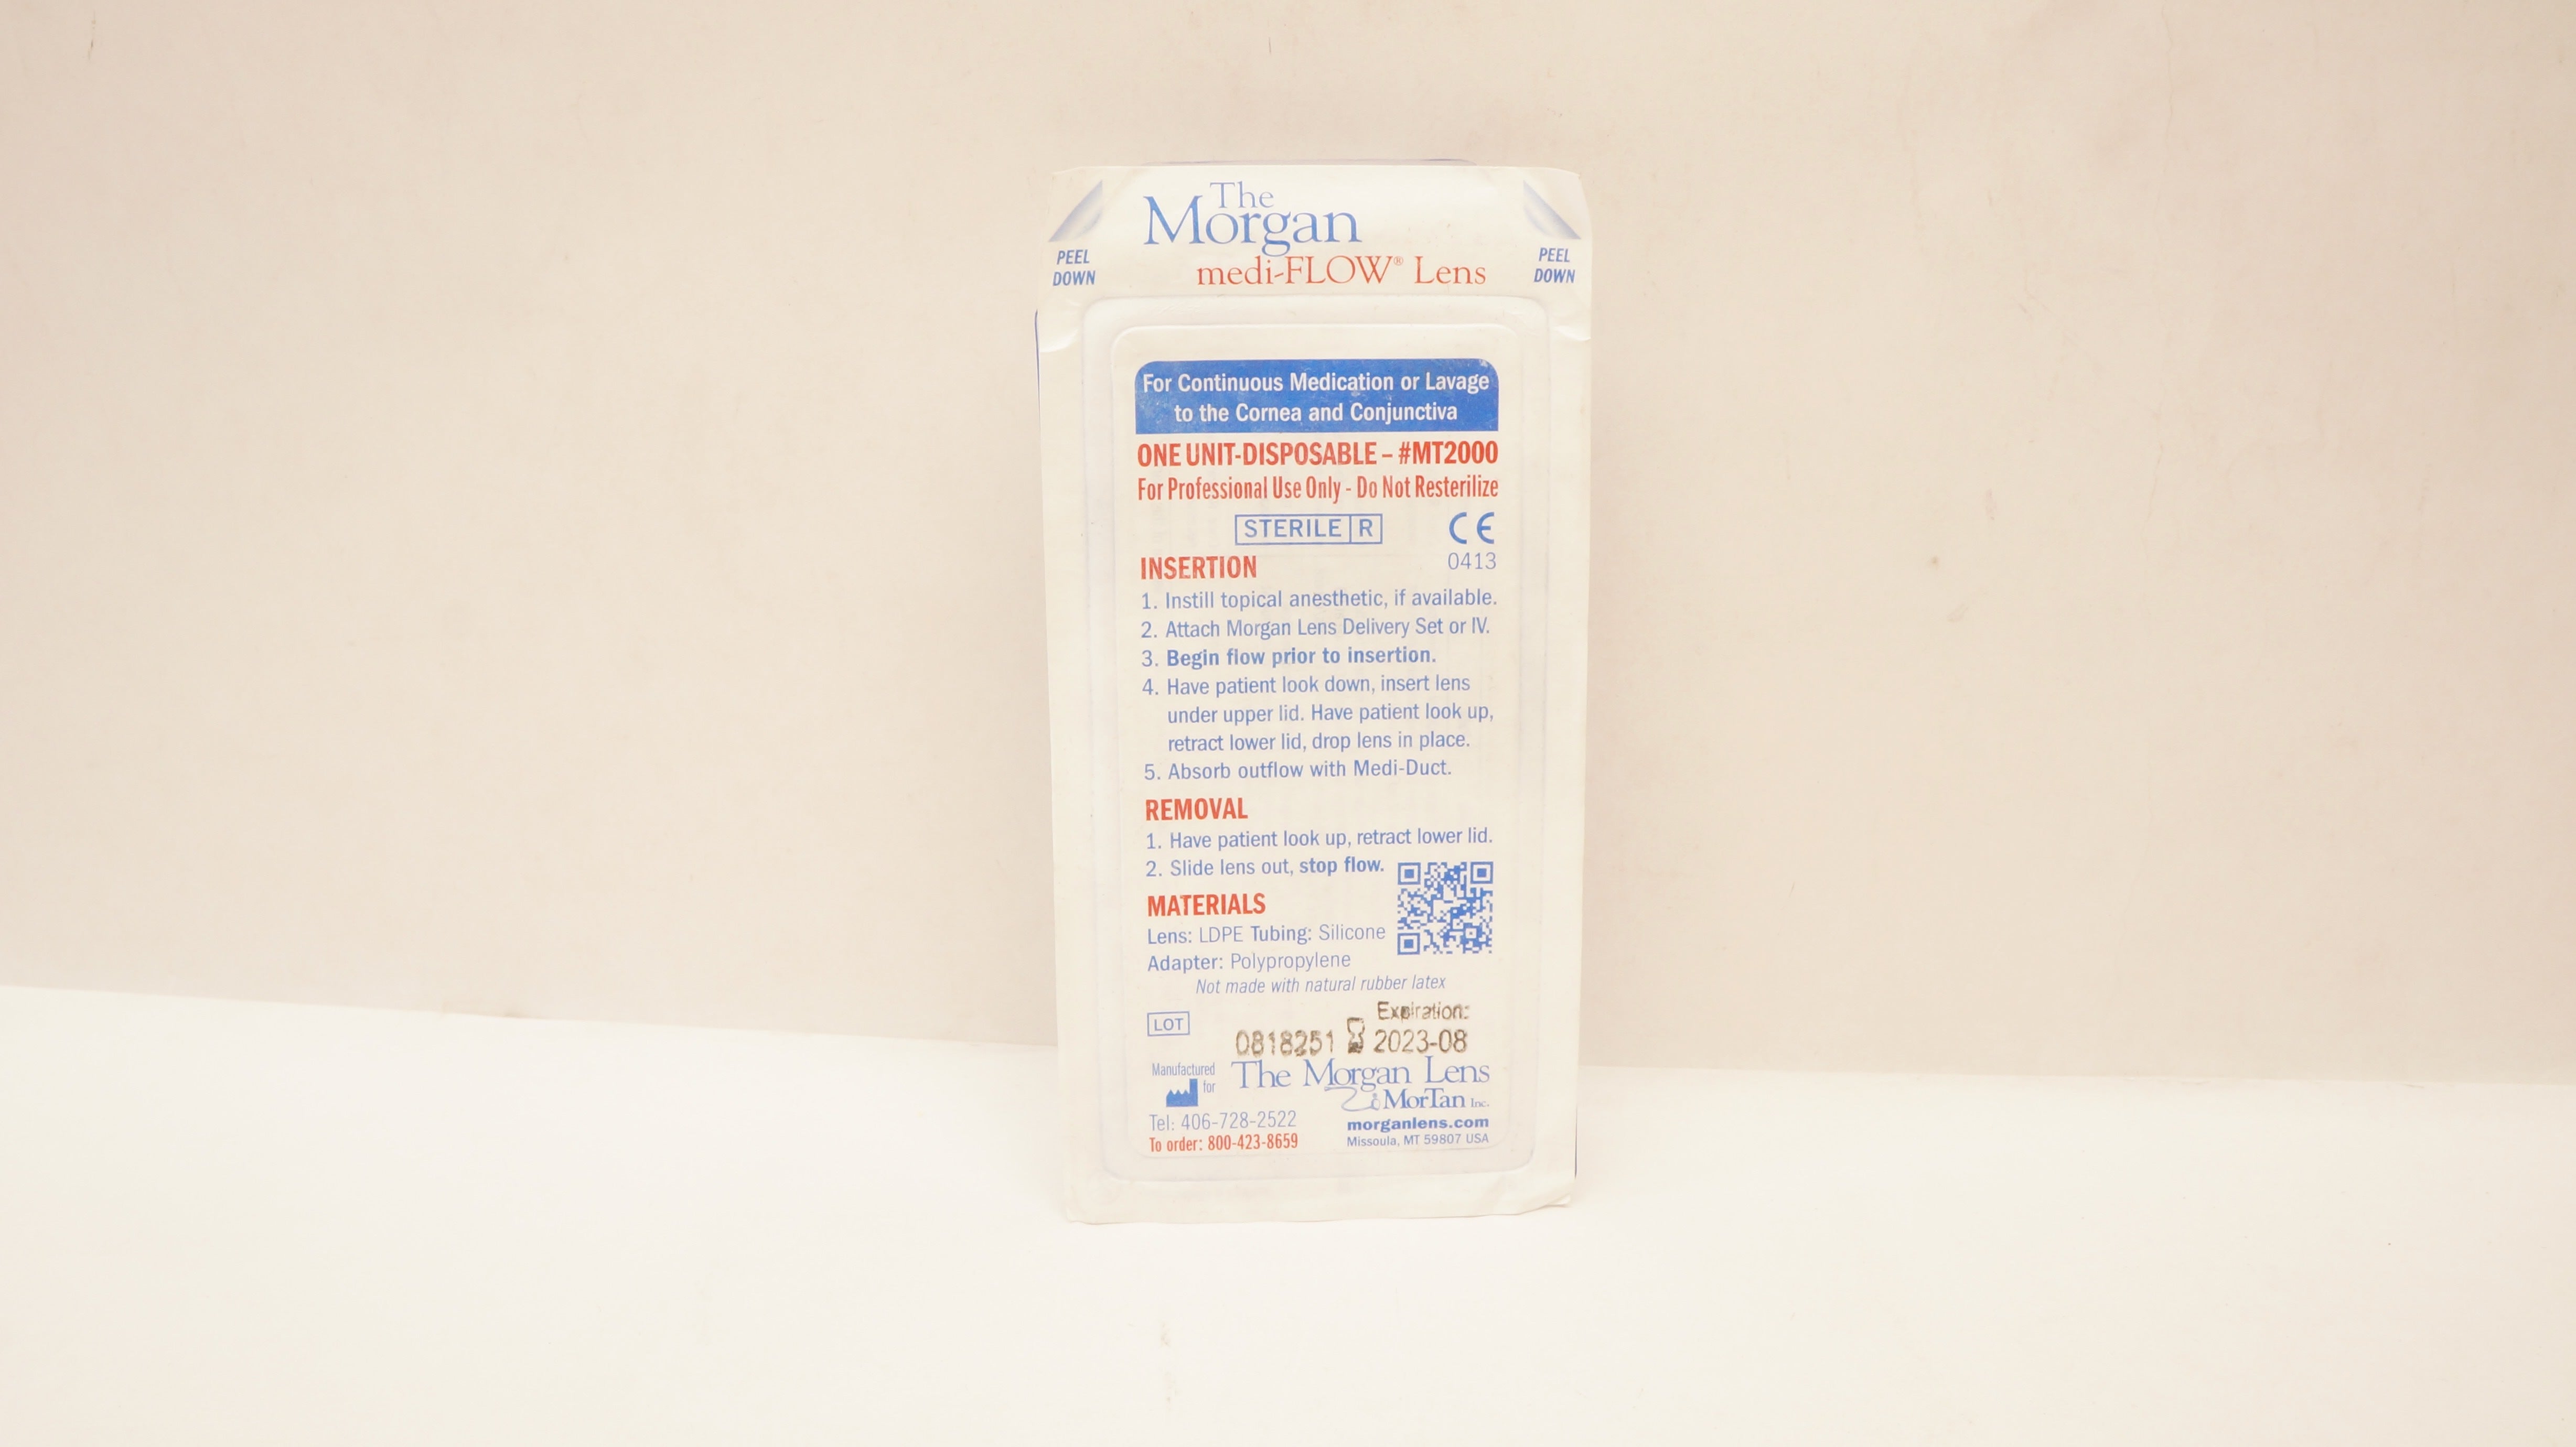 The
Morgan
medi-FLOW® Lens
PEEL
DOWN
PEEL
DOWN
For Continuous Medication or Lavage
to the Cornea and Conjunctiva
ONE UNIT-DISPOSABLE – #MT2000
For Professional Use Only - Do Not Resterilize
STERILE R
CE
0413
INSERTION
1. Instill topical anesthetic, if available.
2. Attach Morgan Lens Delivery Set or IV.
3. Begin flow prior to insertion.
4. Have patient look down, insert lens
under upper lid. Have patient look up,
retract lower lid, drop lens in place.
5. Absorb outflow with Medi-Duct.
REMOVAL
1. Have patient look up, retract lower lid.
2. Slide lens out, stop flow.
MATERIALS
Lens: LDPE Tubing: Silicone
Adapter: Polypropylene
Not made with natural rubber latex
Expiration:
LOT 0818251 2023-08
Manufactured
for
The Morgan Lens
MorTan Inc.
Tel: 406-728-2522
To order: 800-423-8659
morganlens.com
Missoula, MT 59807 USA